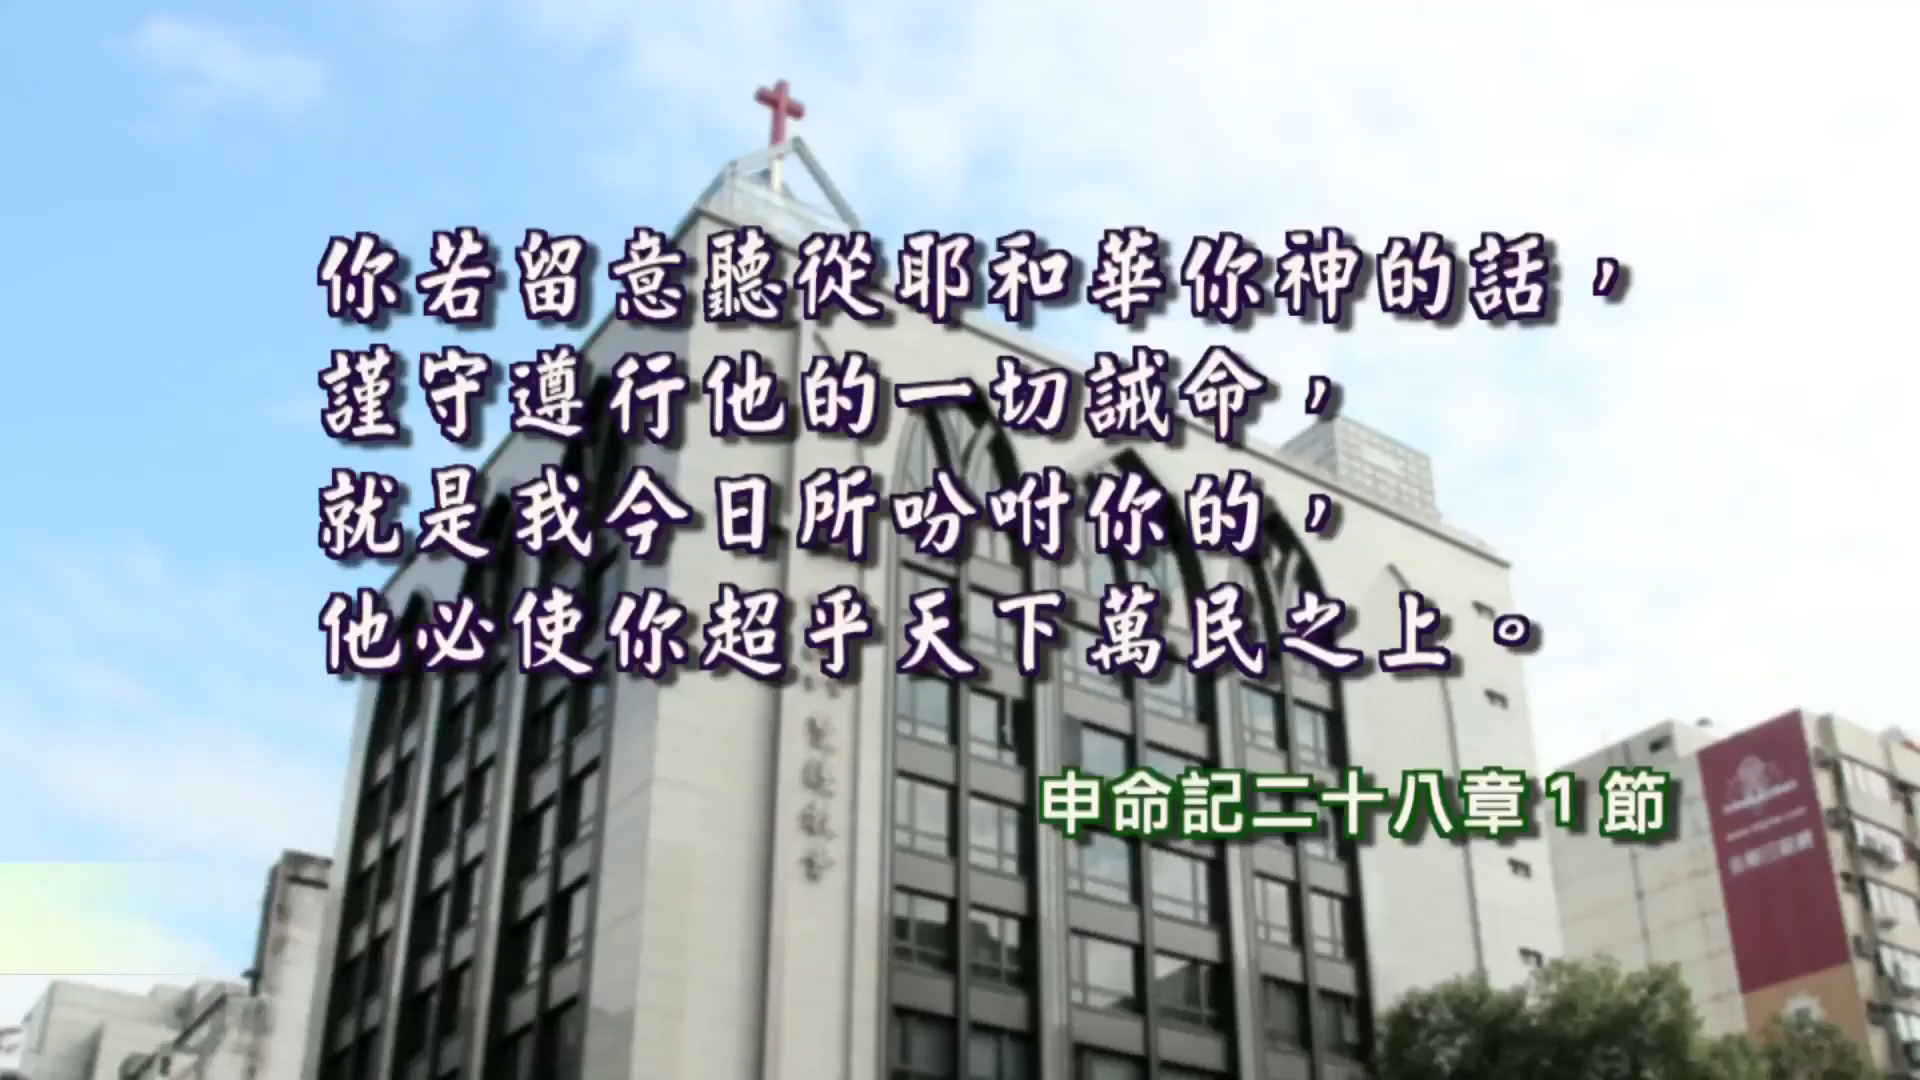 你若留意聽從耶和華你神的話，
謹守遵行他的一切誡命，
就是我今日所吩咐你的，
他必使你超乎天下萬民之上。
申命記二十八章1節